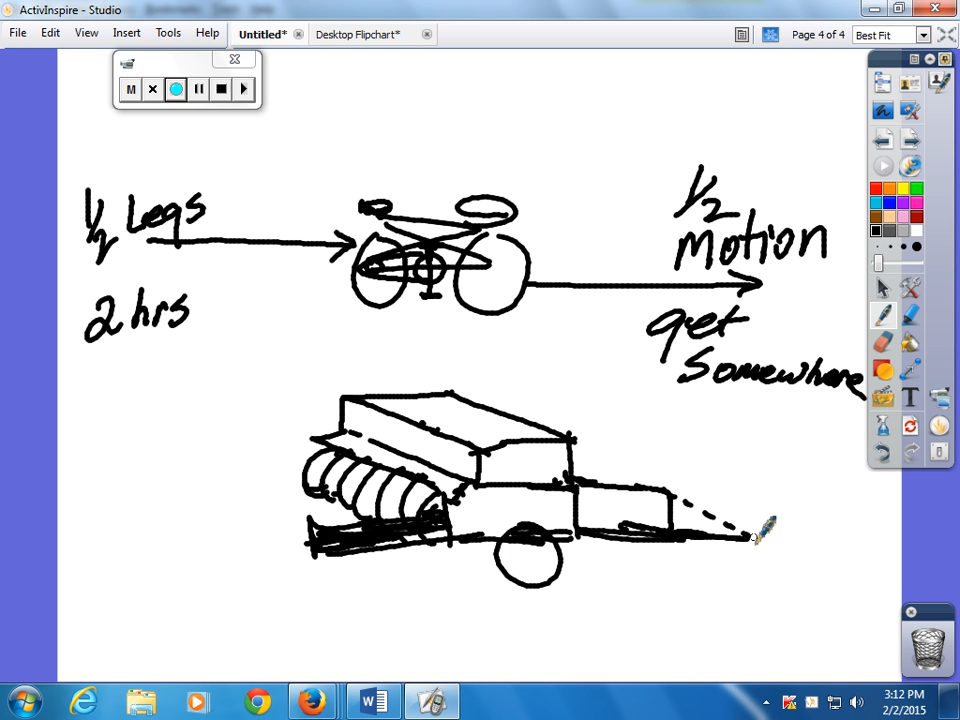 ActivInspire - Studio
File Edit View Insert Tools Help Untitled* Desktop Flipchart* Page 4 of 4 Best Fit
M
1/2 Legs
2 hrs
1/2
Motion
get
Somewhere
T
W
3:12 PM
2/2/2015